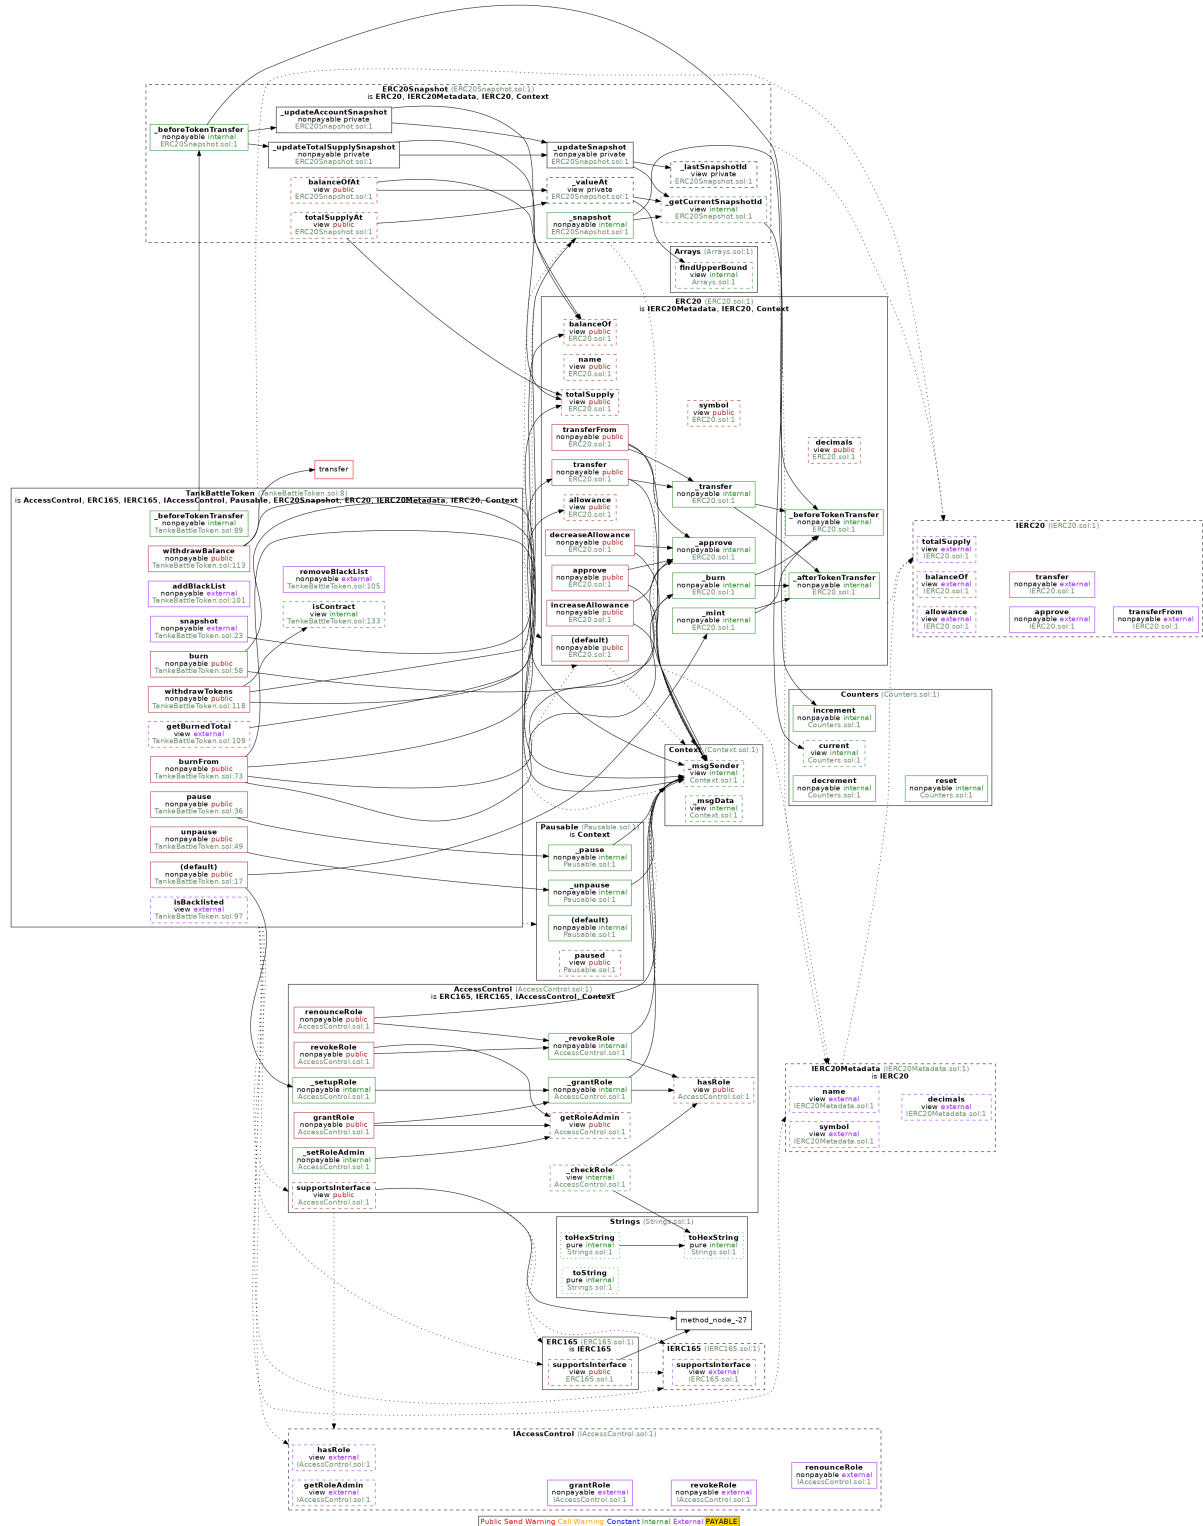 ERC20Snapshot (ERC20Snapshot.sol:1)
is ERC20, IERC20Metadata, IERC20, Context
_beforeTokenTransfer
nonpayable internal
ERC20Snapshot.sol:1
_updateAccountSnapshot
nonpayable private
ERC20Snapshot.sol:1
_updateTotalSupplySnapshot
nonpayable private
ERC20Snapshot.sol:1
balanceOfAt
view public
ERC20Snapshot.sol:1
totalSupplyAt
view public
ERC20Snapshot.sol:1
_updateSnapshot
nonpayable private
ERC20Snapshot.sol:1
_valueAt
view private
ERC20Snapshot.sol:1
_snapshot
nonpayable internal
ERC20Snapshot.sol:1
_lastSnapshotId
view private
ERC20Snapshot.sol:1
_getCurrentSnapshotId
view internal
ERC20Snapshot.sol:1
Arrays (Arrays.sol:1)
findUpperBound
view internal
Arrays.sol:1
ERC20 (ERC20.sol:1)
is IERC20Metadata, IERC20, Context
balanceOf
view public
ERC20.sol:1
name
view public
ERC20.sol:1
totalSupply
view public
ERC20.sol:1
transferFrom
nonpayable public
ERC20.sol:1
transfer
nonpayable public
ERC20.sol:1
allowance
view public
ERC20.sol:1
decreaseAllowance
nonpayable public
ERC20.sol:1
approve
nonpayable public
ERC20.sol:1
increaseAllowance
nonpayable public
ERC20.sol:1
(default)
nonpayable public
ERC20.sol:1
symbol
view public
ERC20.sol:1
_transfer
nonpayable internal
ERC20.sol:1
_approve
nonpayable internal
ERC20.sol:1
_burn
nonpayable internal
ERC20.sol:1
_mint
nonpayable internal
ERC20.sol:1
decimals
view public
ERC20.sol:1
_beforeTokenTransfer
nonpayable internal
ERC20.sol:1
_afterTokenTransfer
nonpayable internal
ERC20.sol:1
transfer
TankBattleToken (TankeBattleToken.sol:8)
is AccessControl, ERC165, IERC165, IAccessControl, Pausable, ERC20Snapshot, ERC20, IERC20Metadata, IERC20, Context
_beforeTokenTransfer
nonpayable internal
TankeBattleToken.sol:89
withdrawBalance
nonpayable public
TankeBattleToken.sol:113
addBlackList
nonpayable external
TankeBattleToken.sol:101
snapshot
nonpayable external
TankeBattleToken.sol:23
burn
nonpayable public
TankeBattleToken.sol:58
withdrawTokens
nonpayable public
TankeBattleToken.sol:118
getBurnedTotal
view external
TankeBattleToken.sol:109
burnFrom
nonpayable public
TankeBattleToken.sol:73
pause
nonpayable public
TankeBattleToken.sol:36
unpause
nonpayable public
TankeBattleToken.sol:49
(default)
nonpayable public
TankeBattleToken.sol:17
isBacklisted
view external
TankeBattleToken.sol:97
removeBlackList
nonpayable external
TankeBattleToken.sol:105
isContract
view internal
TankeBattleToken.sol:133
IERC20 (IERC20.sol:1)
totalSupply
view external
IERC20.sol:1
balanceOf
view external
IERC20.sol:1
allowance
view external
IERC20.sol:1
transfer
nonpayable external
IERC20.sol:1
approve
nonpayable external
IERC20.sol:1
transferFrom
nonpayable external
IERC20.sol:1
Counters (Counters.sol:1)
increment
nonpayable internal
Counters.sol:1
current
view internal
Counters.sol:1
decrement
nonpayable internal
Counters.sol:1
reset
nonpayable internal
Counters.sol:1
Context (Context.sol:1)
_msgSender
view internal
Context.sol:1
_msgData
view internal
Context.sol:1
Pausable (Pausable.sol:1)
is Context
_pause
nonpayable internal
Pausable.sol:1
_unpause
nonpayable internal
Pausable.sol:1
(default)
nonpayable internal
Pausable.sol:1
paused
view public
Pausable.sol:1
AccessControl (AccessControl.sol:1)
is ERC165, IERC165, IAccessControl, Context
renounceRole
nonpayable public
AccessControl.sol:1
revokeRole
nonpayable public
AccessControl.sol:1
_setupRole
nonpayable internal
AccessControl.sol:1
grantRole
nonpayable public
AccessControl.sol:1
_setRoleAdmin
nonpayable internal
AccessControl.sol:1
supportsInterface
view public
AccessControl.sol:1
_revokeRole
nonpayable internal
AccessControl.sol:1
_grantRole
nonpayable internal
AccessControl.sol:1
getRoleAdmin
view public
AccessControl.sol:1
_checkRole
view internal
AccessControl.sol:1
hasRole
view public
AccessControl.sol:1
IERC20Metadata (IERC20Metadata.sol:1)
is IERC20
name
view external
IERC20Metadata.sol:1
symbol
view external
IERC20Metadata.sol:1
decimals
view external
IERC20Metadata.sol:1
Strings (Strings.sol:1)
toHexString
pure internal
Strings.sol:1
toHexString
pure internal
Strings.sol:1
toString
pure internal
Strings.sol:1
method_node_-27
ERC165 (ERC165.sol:1)
is IERC165
supportsInterface
view public
ERC165.sol:1
IERC165 (IERC165.sol:1)
supportsInterface
view external
IERC165.sol:1
IAccessControl (IAccessControl.sol:1)
hasRole
view external
IAccessControl.sol:1
getRoleAdmin
view external
IAccessControl.sol:1
grantRole
nonpayable external
IAccessControl.sol:1
revokeRole
nonpayable external
IAccessControl.sol:1
renounceRole
nonpayable external
IAccessControl.sol:1
Public Send Warning Call Warning Constant Internal External PAYABLE